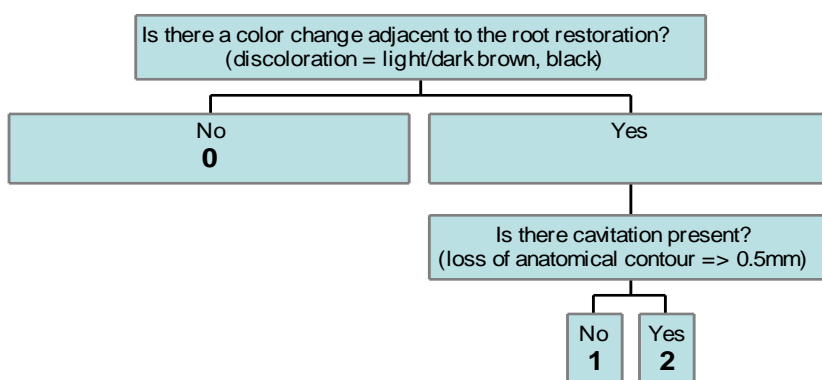 Is there a color change adjacent to the root restoration?
(discoloration = light/dark brown, black)
No
0
Yes
Is there cavitation present?
(loss of anatomical contour => 0.5mm)
No
1
Yes
2